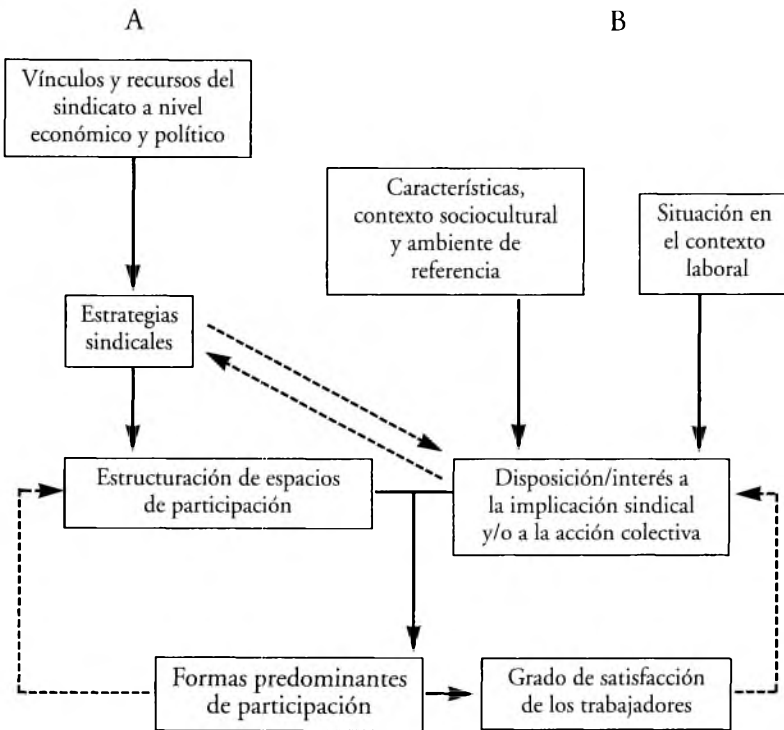 A
B
Vínculos y recursos del
sindicato a nivel
económico y político
Características,
contexto sociocultural
y ambiente de
referencia
Situación en
el contexto
laboral
Estrategias
sindicales
Estructuración de espacios
de participación
Disposición/interés a
la implicación sindical
y/o a la acción colectiva
Formas predominantes
de participación
Grado de satisfacción
de los trabajadores